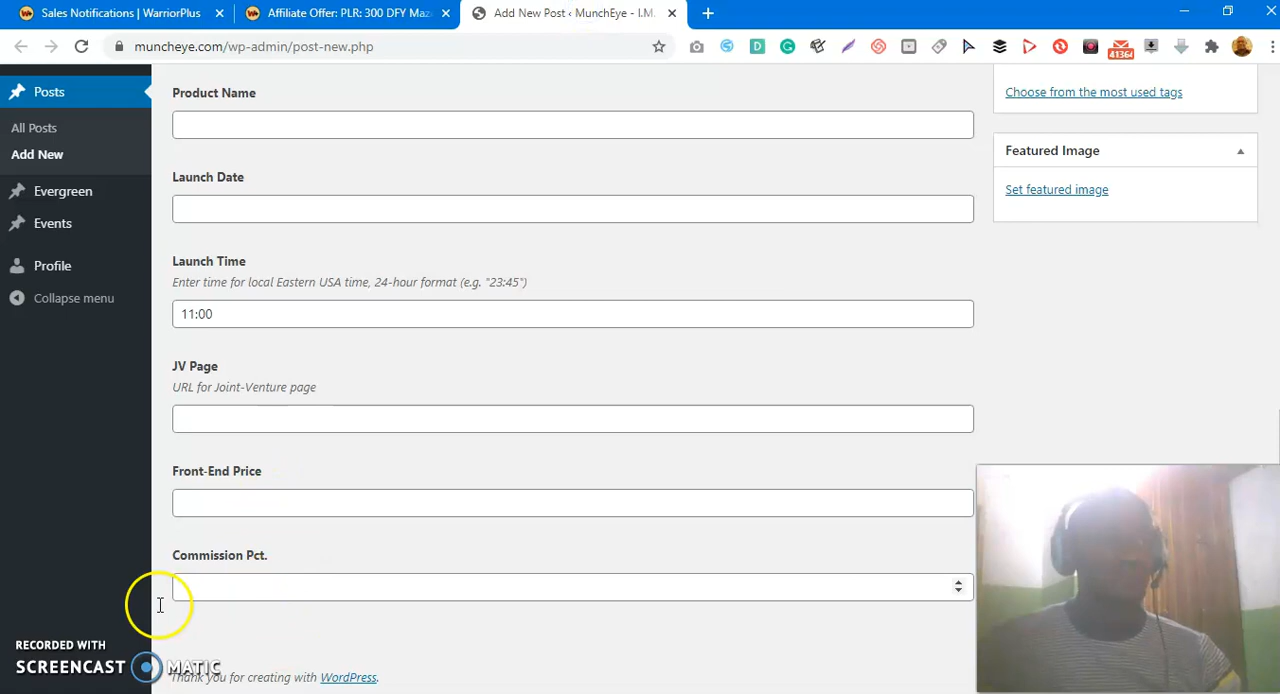 Sales Notifications | WarriorPlus
Affiliate Offer: PLR: 300 DFY Maz
Add New Post ‹ MunchEye - I.M.
muncheye.com/wp-admin/post-new.php
41364
Posts
All Posts
Add New
Evergreen
Events
Profile
Collapse menu
Product Name
Launch Date
Launch Time
Enter time for local Eastern USA time, 24-hour format (e.g. "23:45")
11:00
JV Page
URL for Joint-Venture page
Front-End Price
Commission Pct.
Thank you for creating with WordPress.
Choose from the most used tags
Featured Image
Set featured image
RECORDED WITH
SCREENCAST MATIC